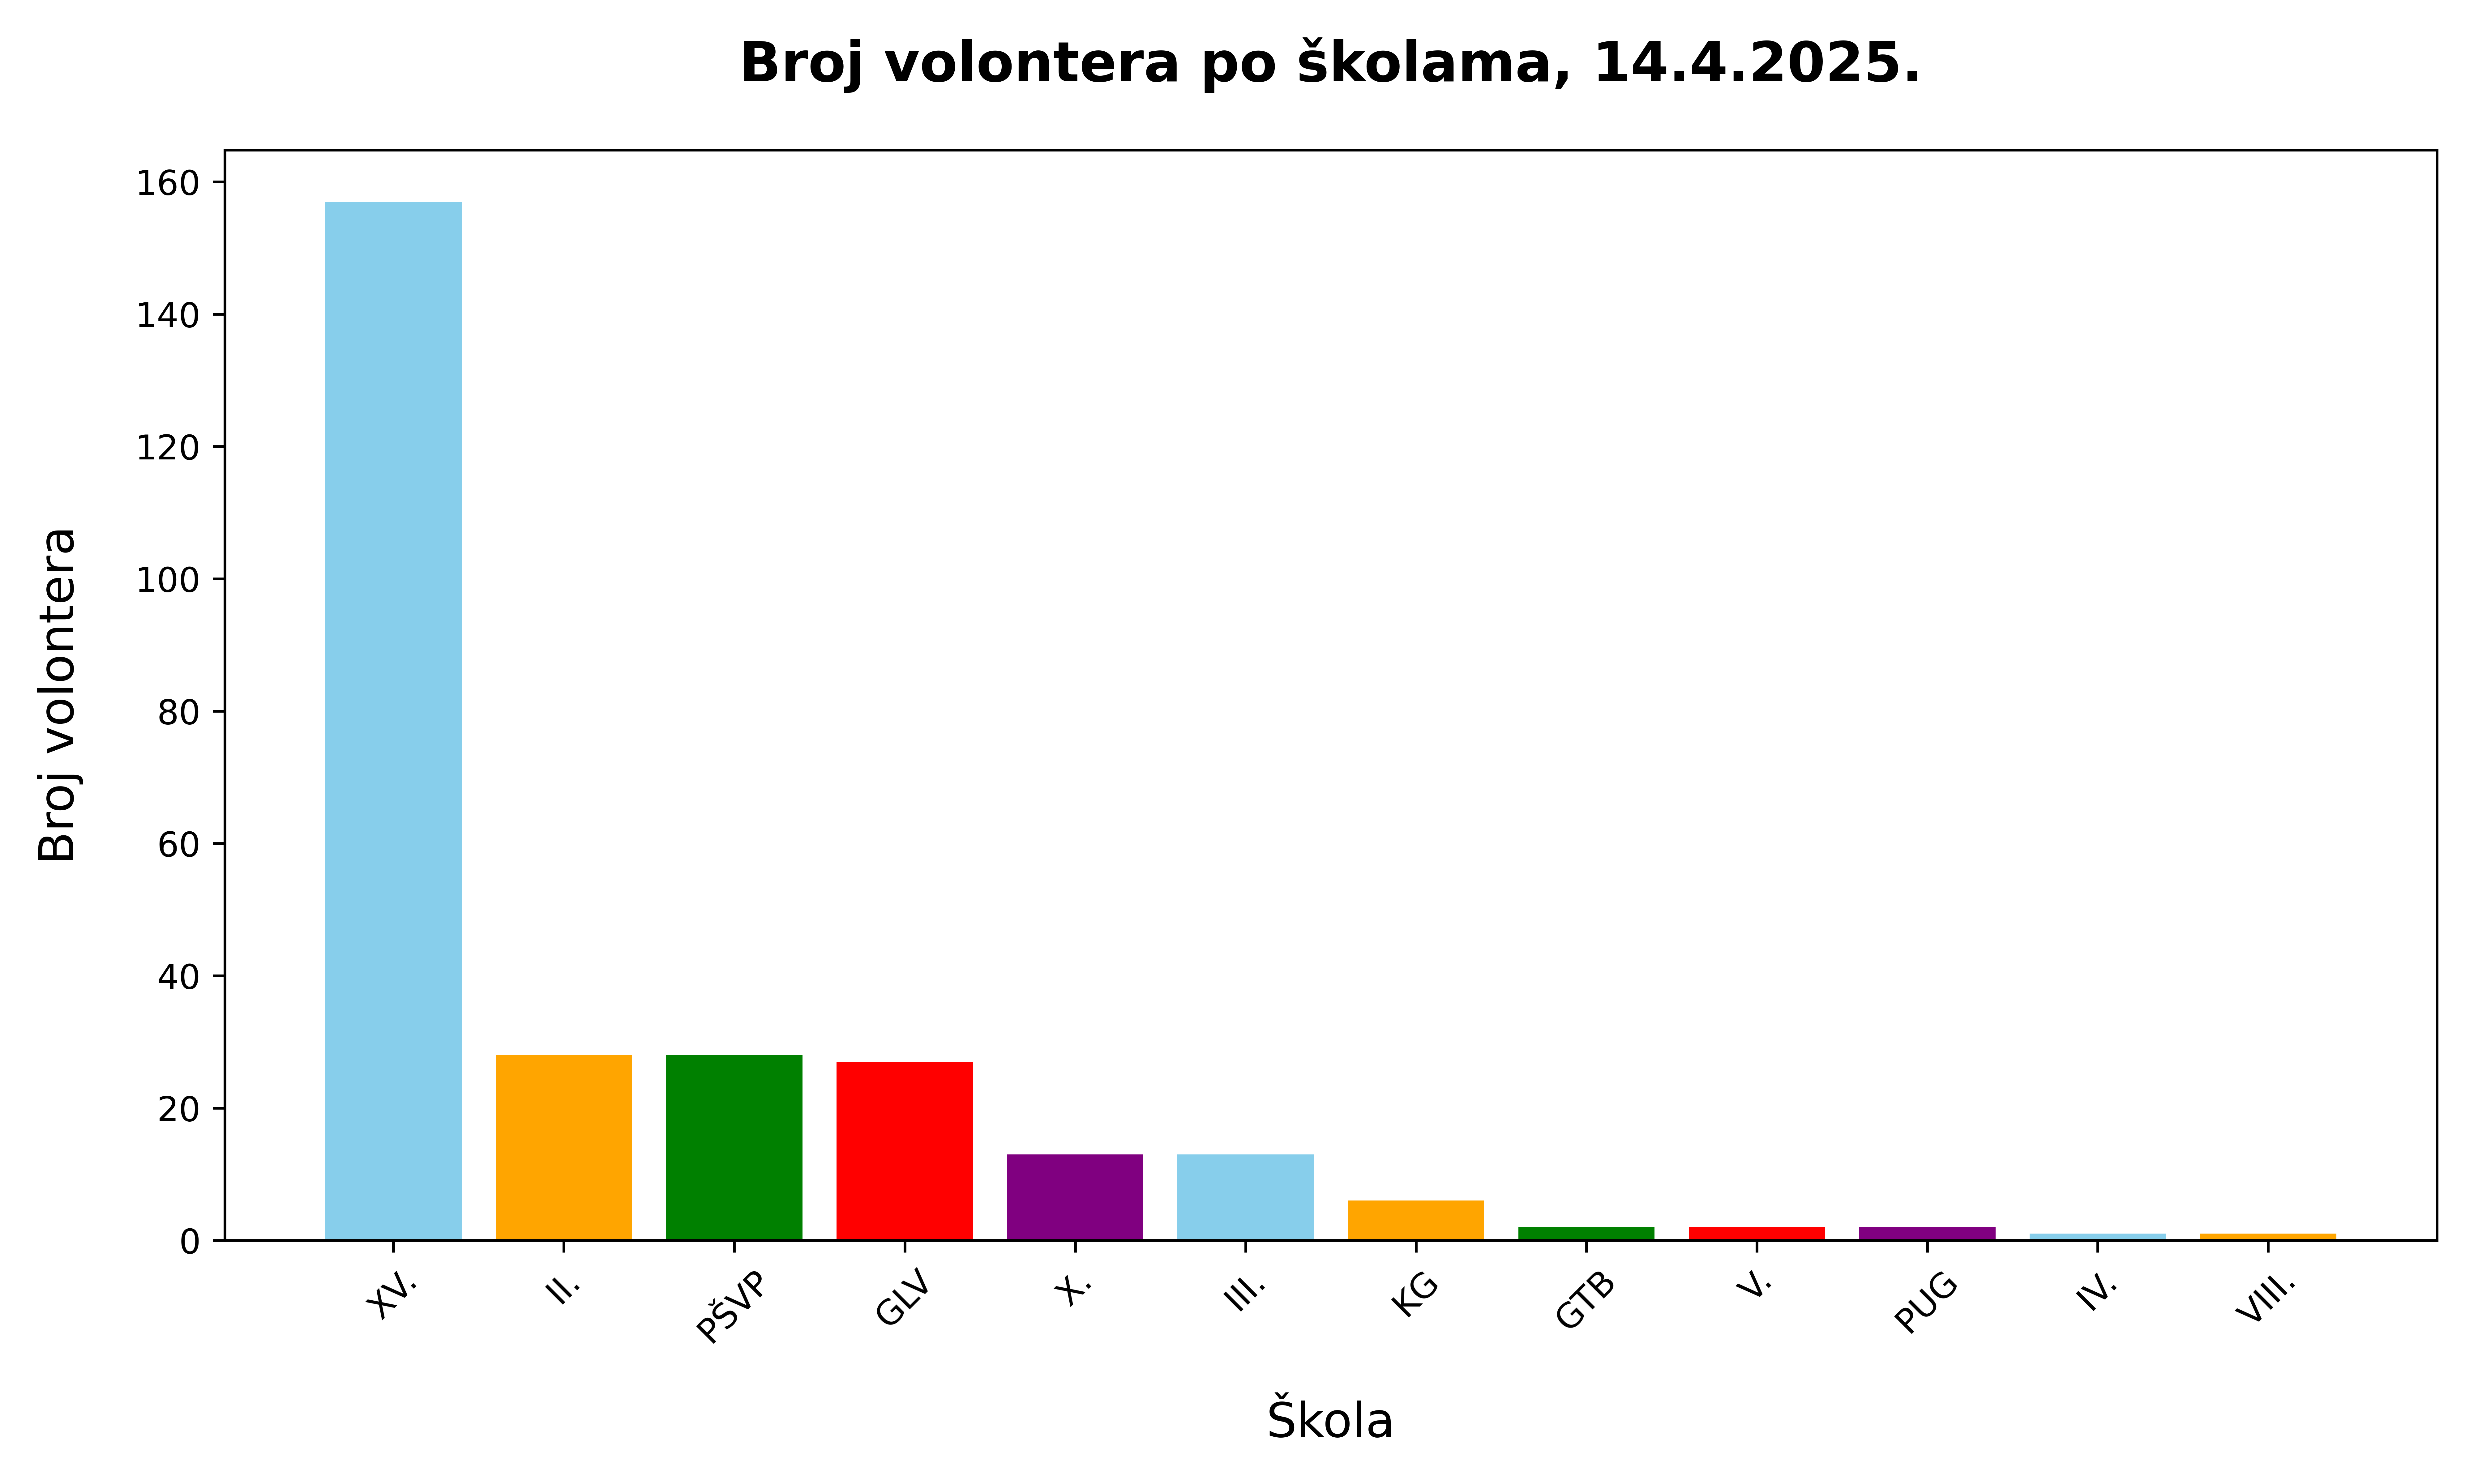 Broj volontera po školama, 14.4.2025.
160
140
120
100
80
60
40
20
0
Broj volontera
XV.
II.
PŠVP
GLV
X.
III.
KG
GTB
V.
PUG
IV.
VIII.
Škola